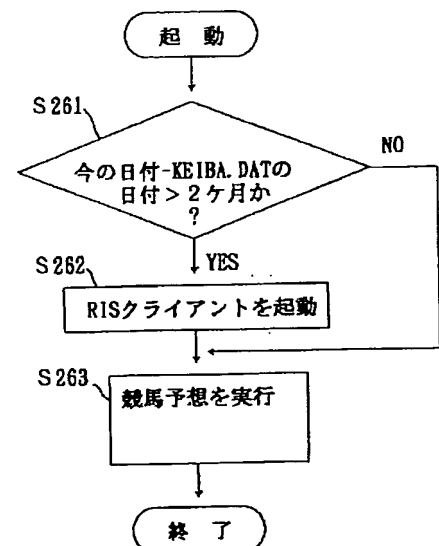 起 動
S261
今の日付-KEIBA.DATの
日付>2ケ月か
?
NO
YES
S262
RISクライアントを起動
S263
競馬予想を実行
終 了